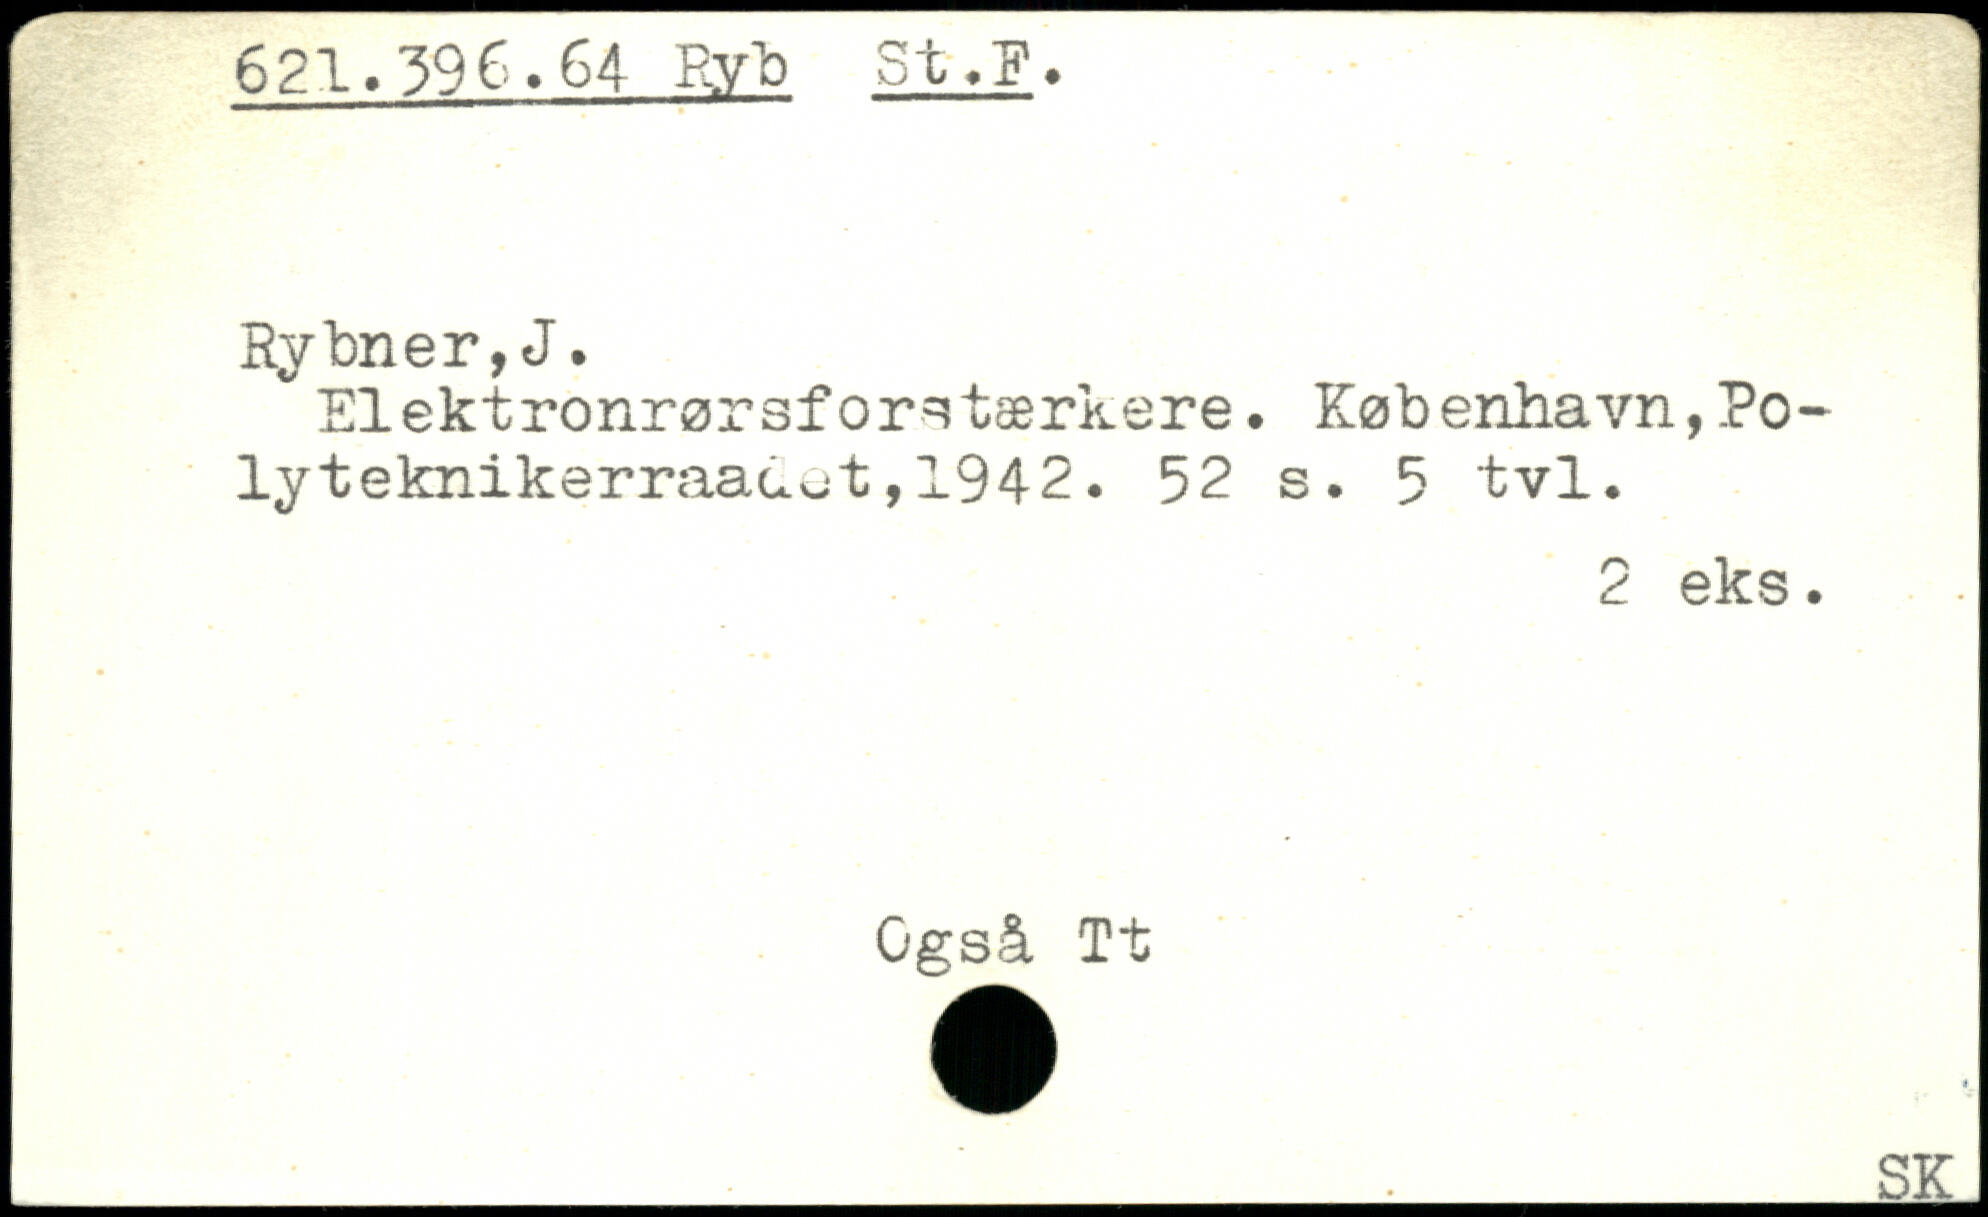 621.396.64 Ryb St.F.
Rybner,J.
Elektronrørsforstærkere. København,Po-
lyteknikerraadet,1942. 52 s. 5 tvl.
2 eks.
Også Tt
SK